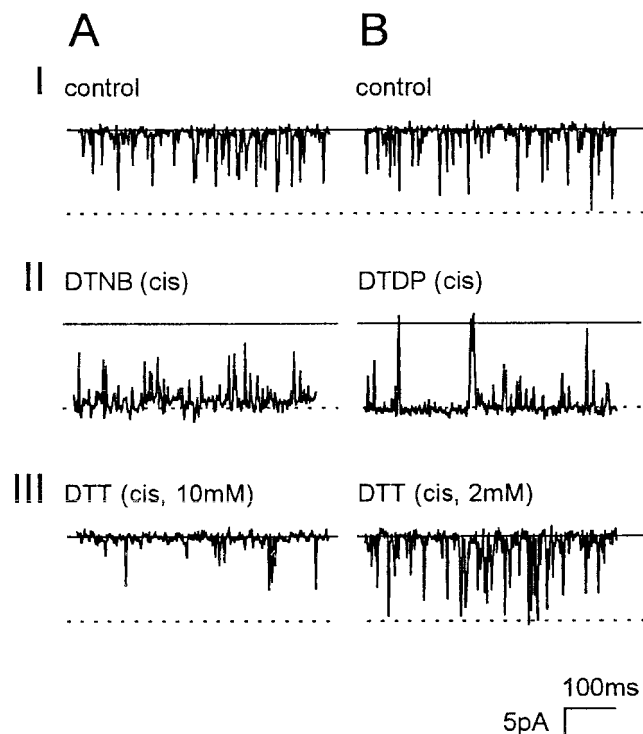 A B
I control control
II DTNB (cis) DTDP (cis)
III DTT (cis, 10mM) DTT (cis, 2mM)
100ms
5pA